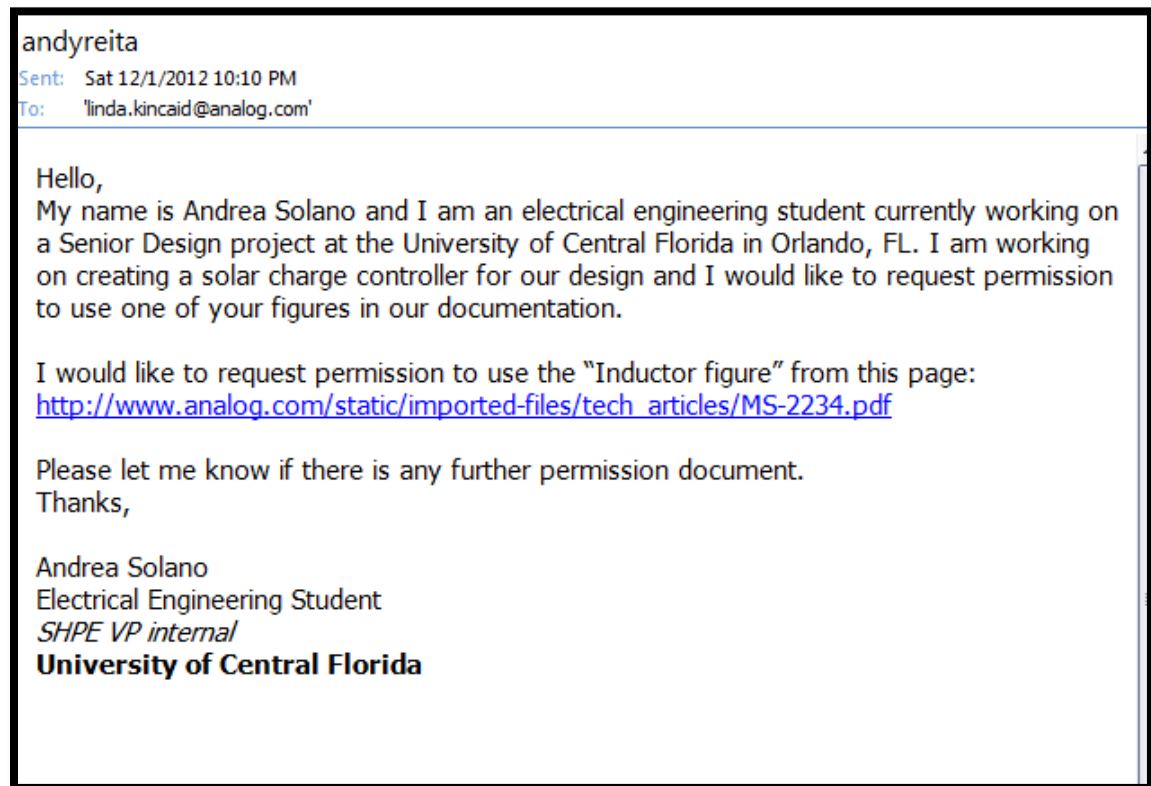 andyreita
Sent: Sat 12/1/2012 10:10 PM
To: 'linda.kincaid@analog.com'
Hello,
My name is Andrea Solano and I am an electrical engineering student currently working on
a Senior Design project at the University of Central Florida in Orlando, FL. I am working
on creating a solar charge controller for our design and I would like to request permission
to use one of your figures in our documentation.
I would like to request permission to use the “Inductor figure” from this page:
http://www.analog.com/static/imported-files/tech_articles/MS-2234.pdf
Please let me know if there is any further permission document.
Thanks,
Andrea Solano
Electrical Engineering Student
SHPE VP internal
University of Central Florida